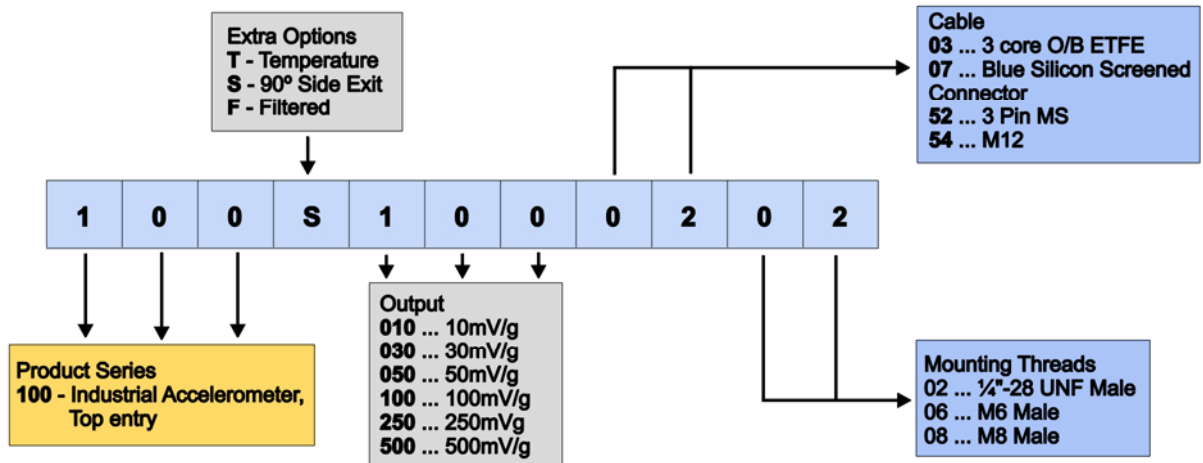 Extra Options
T - Temperature
S - 90º Side Exit
F - Filtered
Cable
03 ... 3 core O/B ETFE
07 ... Blue Silicon Screened
Connector
52 ... 3 Pin MS
54 ... M12
1 0 0 S 1 0 0 0 2 0 2
Product Series
100 - Industrial Accelerometer,
Top entry
Output
010 ... 10mV/g
030 ... 30mV/g
050 ... 50mV/g
100 ... 100mV/g
250 ... 250mVg
500 ... 500mV/g
Mounting Threads
02 ... ¼"-28 UNF Male
06 ... M6 Male
08 ... M8 Male